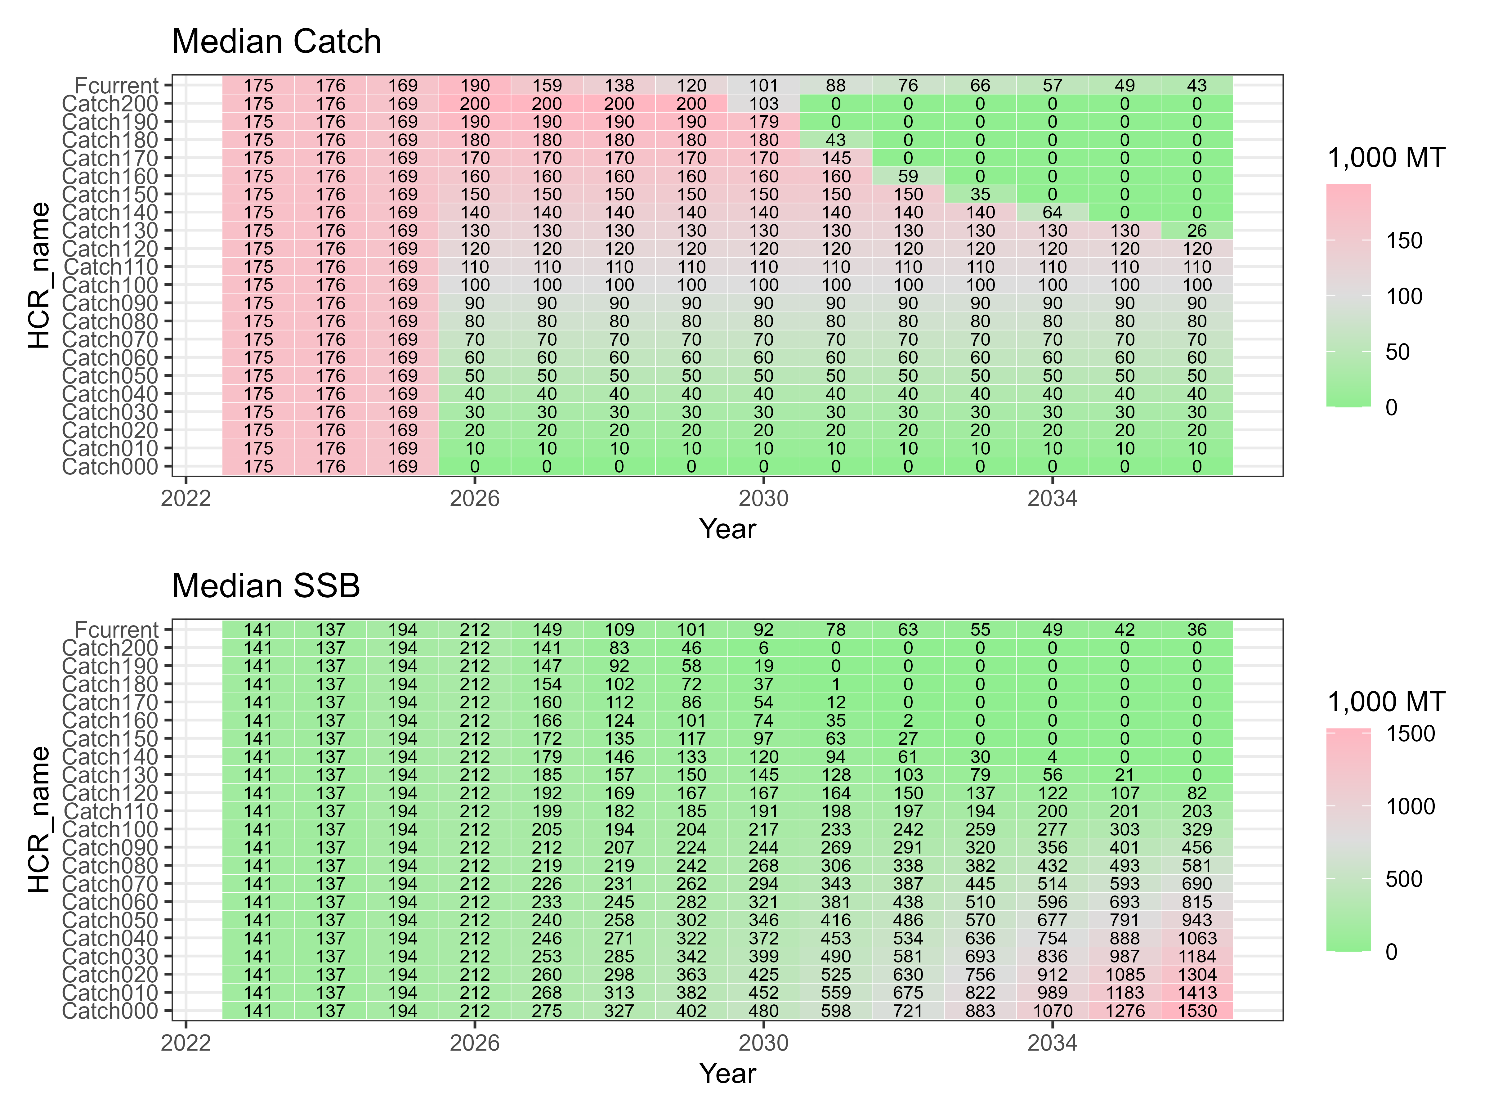 Median Catch
HCR_name
Fcurrent 175 176 169 190 159 138 120 101 88 76 66 57 49 43
Catch200 175 176 169 200 200 200 200 103 0 0 0 0 0 0
Catch190 175 176 169 190 190 190 190 179 0 0 0 0 0 0
Catch180 175 176 169 180 180 180 180 180 43 0 0 0 0 0
Catch170 175 176 169 170 170 170 170 170 145 0 0 0 0 0
Catch160 175 176 169 160 160 160 160 160 160 59 0 0 0 0
Catch150 175 176 169 150 150 150 150 150 150 150 35 0 0 0
Catch140 175 176 169 140 140 140 140 140 140 140 140 64 0 0
Catch130 175 176 169 130 130 130 130 130 130 130 130 130 130 26
Catch120 175 176 169 120 120 120 120 120 120 120 120 120 120 120
Catch110 175 176 169 110 110 110 110 110 110 110 110 110 110 110
Catch100 175 176 169 100 100 100 100 100 100 100 100 100 100 100
Catch090 175 176 169 90 90 90 90 90 90 90 90 90 90 90
Catch080 175 176 169 80 80 80 80 80 80 80 80 80 80 80
Catch070 175 176 169 70 70 70 70 70 70 70 70 70 70 70
Catch060 175 176 169 60 60 60 60 60 60 60 60 60 60 60
Catch050 175 176 169 50 50 50 50 50 50 50 50 50 50 50
Catch040 175 176 169 40 40 40 40 40 40 40 40 40 40 40
Catch030 175 176 169 30 30 30 30 30 30 30 30 30 30 30
Catch020 175 176 169 20 20 20 20 20 20 20 20 20 20 20
Catch010 175 176 169 10 10 10 10 10 10 10 10 10 10 10
Catch000 175 176 169 0 0 0 0 0 0 0 0 0 0 0
2022 2026 2030 2034
Year
1,000 MT
150
100
50
0
Median SSB
HCR_name
Fcurrent 141 137 194 212 149 109 101 92 78 63 55 49 42 36
Catch200 141 137 194 212 141 83 46 6 0 0 0 0 0 0
Catch190 141 137 194 212 147 92 58 19 0 0 0 0 0 0
Catch180 141 137 194 212 154 102 72 37 1 0 0 0 0 0
Catch170 141 137 194 212 160 112 86 54 12 0 0 0 0 0
Catch160 141 137 194 212 166 124 101 74 35 2 0 0 0 0
Catch150 141 137 194 212 172 135 117 97 63 27 0 0 0 0
Catch140 141 137 194 212 179 146 133 120 94 61 30 4 0 0
Catch130 141 137 194 212 185 157 150 145 128 103 79 56 21 0
Catch120 141 137 194 212 192 169 167 167 164 150 137 122 107 82
Catch110 141 137 194 212 199 182 185 191 198 197 194 200 201 203
Catch100 141 137 194 212 205 194 204 217 233 242 259 277 303 329
Catch090 141 137 194 212 212 207 224 244 269 291 320 356 401 456
Catch080 141 137 194 212 219 219 242 268 306 338 382 432 493 581
Catch070 141 137 194 212 226 231 262 294 343 387 445 514 593 690
Catch060 141 137 194 212 233 245 282 321 381 438 510 596 693 815
Catch050 141 137 194 212 240 258 302 346 416 486 570 677 791 943
Catch040 141 137 194 212 246 271 322 372 453 534 636 754 888 1063
Catch030 141 137 194 212 253 285 342 399 490 581 693 836 987 1184
Catch020 141 137 194 212 260 298 363 425 525 630 756 912 1085 1304
Catch010 141 137 194 212 268 313 382 452 559 675 822 989 1183 1413
Catch000 141 137 194 212 275 327 402 480 598 721 883 1070 1276 1530
2022 2026 2030 2034
Year
1,000 MT
1500
1000
500
0